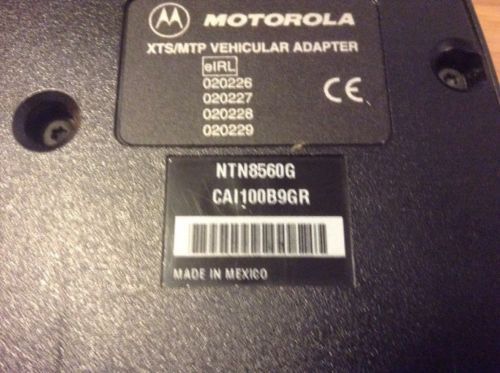 MOTOROLA
XTS/MTP VEHICULAR ADAPTER
eIRL
020226
020227
020228
020229
CE
NTN8560G
CAI100B9GR
MADE IN MEXICO